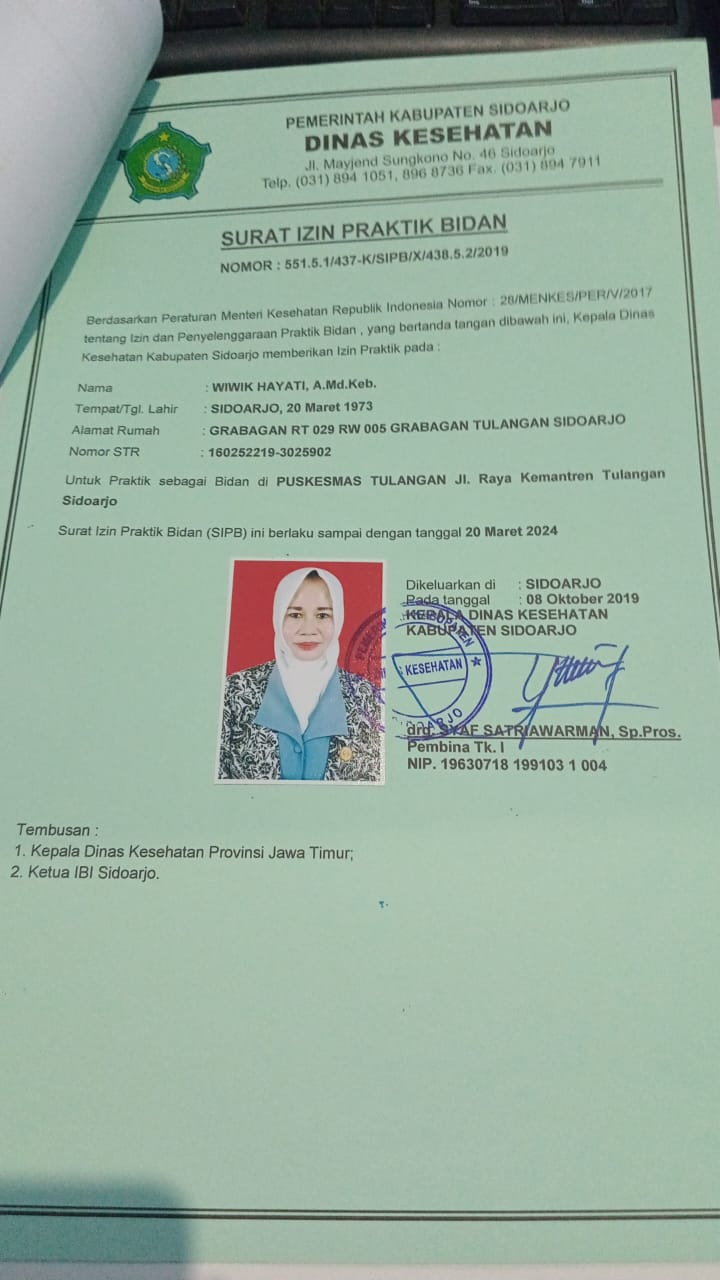 PEMERINTAH KABUPATEN SIDOARJO
DINAS KESEHATAN
Jl. Mayjend Sungkono No. 46 Sidoarjo
Telp. (031) 894 1051, 896 8736 Fax. (031) 894 7911
SURAT IZIN PRAKTIK BIDAN
NOMOR : 551.5.1/437-K/SIPB/X/438.5.2/2019
Berdasarkan Peraturan Menteri Kesehatan Republik Indonesia Nomor : 28/MENKES/PER/V/2017
tentang Izin dan Penyelenggaraan Praktik Bidan , yang bertanda tangan dibawah ini, Kepala Dinas
Kesehatan Kabupaten Sidoarjo memberikan Izin Praktik pada :
Nama : WIWIK HAYATI, A.Md.Keb.
Tempat/Tgl. Lahir : SIDOARJO, 20 Maret 1973
Alamat Rumah : GRABAGAN RT 029 RW 005 GRABAGAN TULANGAN SIDOARJO
Nomor STR : 160252219-3025902
Untuk Praktik sebagai Bidan di PUSKESMAS TULANGAN Jl. Raya Kemantren Tulangan
Sidoarjo
Surat Izin Praktik Bidan (SIPB) ini berlaku sampai dengan tanggal 20 Maret 2024
Dikeluarkan di : SIDOARJO
Pada tanggal : 08 Oktober 2019
KEPALA DINAS KESEHATAN
KABUPATEN SIDOARJO
KESEHATAN
drg. SYAF SATRIAWARMAN, Sp.Pros.
Pembina Tk. I
NIP. 19630718 199103 1 004
Tembusan :
1. Kepala Dinas Kesehatan Provinsi Jawa Timur;
2. Ketua IBI Sidoarjo.